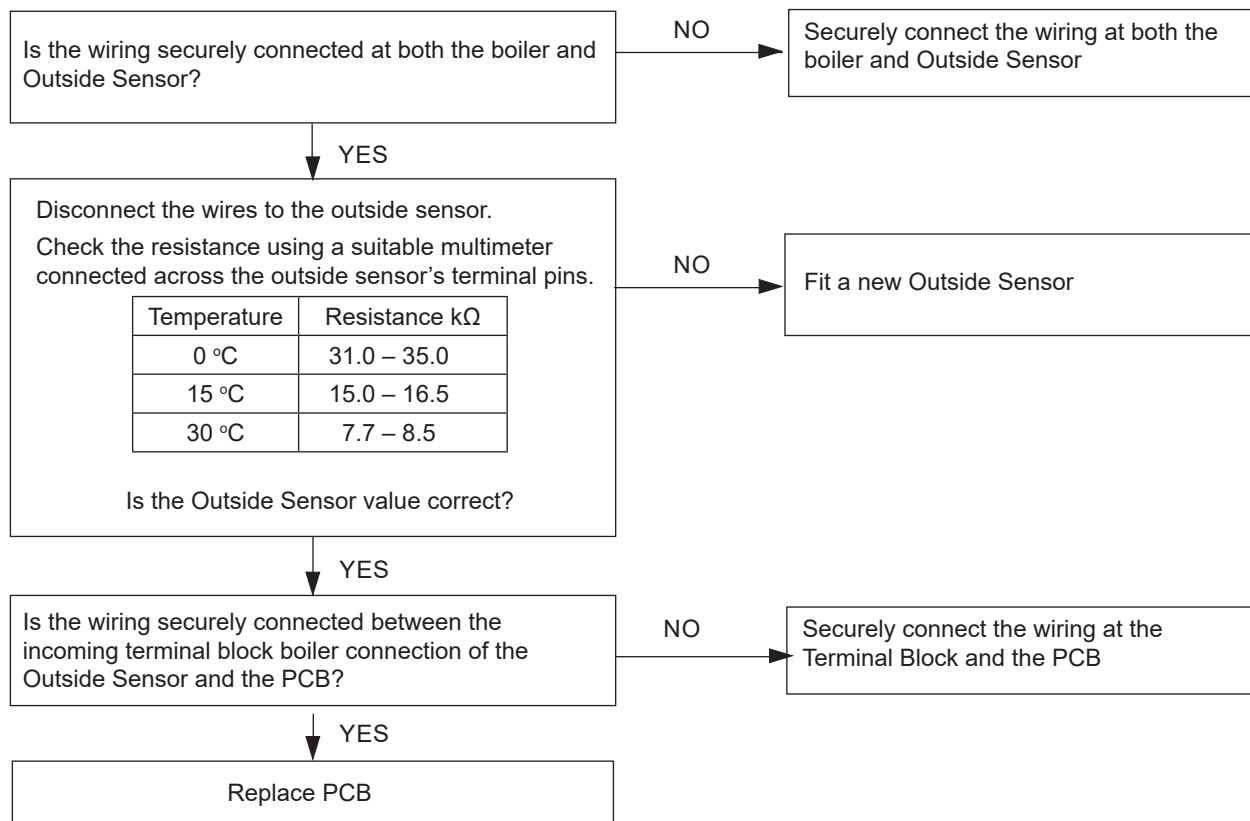 Is the wiring securely connected at both the boiler and
Outside Sensor?
NO
Securely connect the wiring at both the
boiler and Outside Sensor
YES
Disconnect the wires to the outside sensor.
Check the resistance using a suitable multimeter
connected across the outside sensor’s terminal pins.
Temperature Resistance kΩ
0 °C 31.0 – 35.0
15 °C 15.0 – 16.5
30 °C 7.7 – 8.5
Is the Outside Sensor value correct?
NO
Fit a new Outside Sensor
YES
Is the wiring securely connected between the
incoming terminal block boiler connection of the
Outside Sensor and the PCB?
NO
Securely connect the wiring at the
Terminal Block and the PCB
YES
Replace PCB